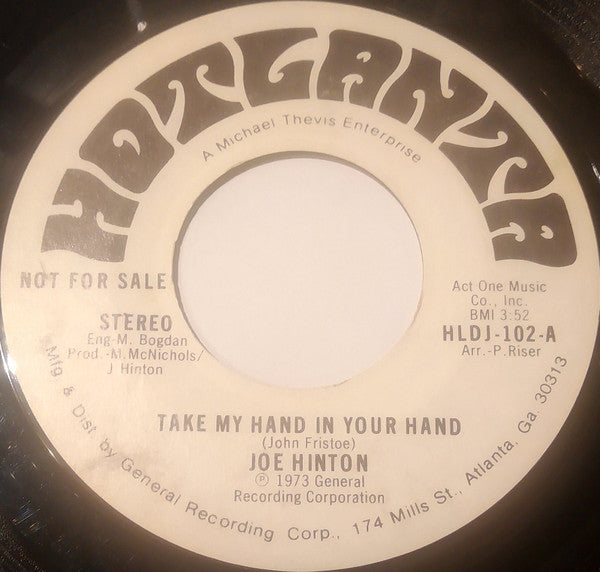 HOTLANTA
A Michael Thevis Enterprise
NOT FOR SALE
STEREO
Eng-M. Bogdan
Prod.-M. McNichols/
J Hinton
Act One Music
Co., Inc.
BMI 3:52
HLDJ-102-A
Arr.-P. Riser
TAKE MY HAND IN YOUR HAND
(John Fristoe)
JOE HINTON
℗ 1973 General
Recording Corporation
Mfg & Dist by General Recording Corp., 174 Mills St., Atlanta, Ga. 30313